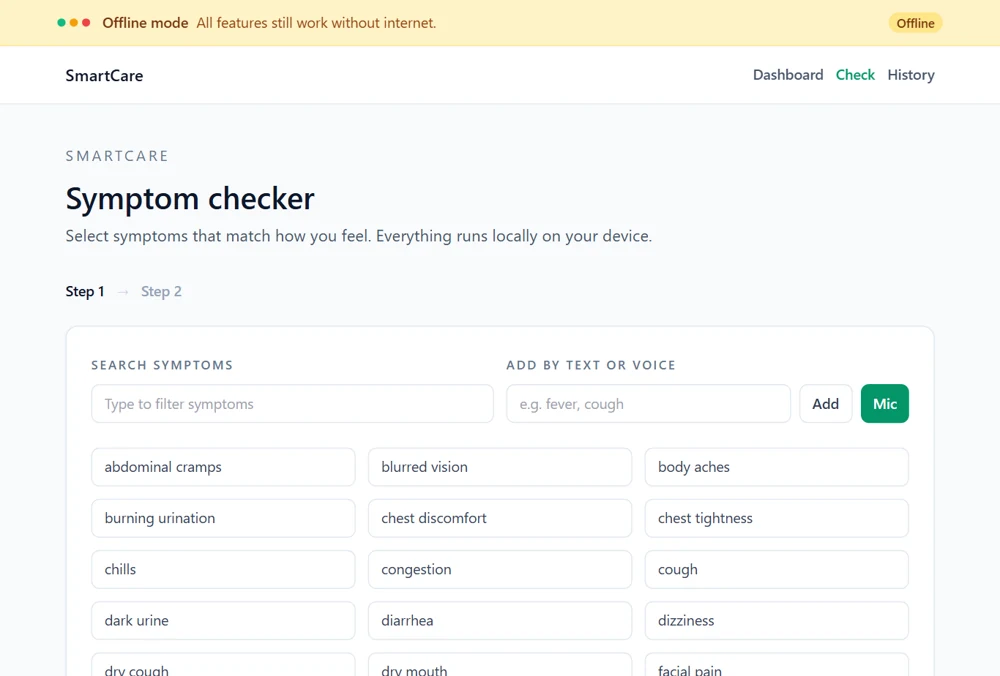 Offline mode All features still work without internet. Offline
SmartCare Dashboard Check History
SMARTCARE
Symptom checker
Select symptoms that match how you feel. Everything runs locally on your device.
Step 1 → Step 2
SEARCH SYMPTOMS ADD BY TEXT OR VOICE
Type to filter symptoms e.g. fever, cough Add Mic
abdominal cramps blurred vision body aches
burning urination chest discomfort chest tightness
chills congestion cough
dark urine diarrhea dizziness
dry cough dry mouth facial pain